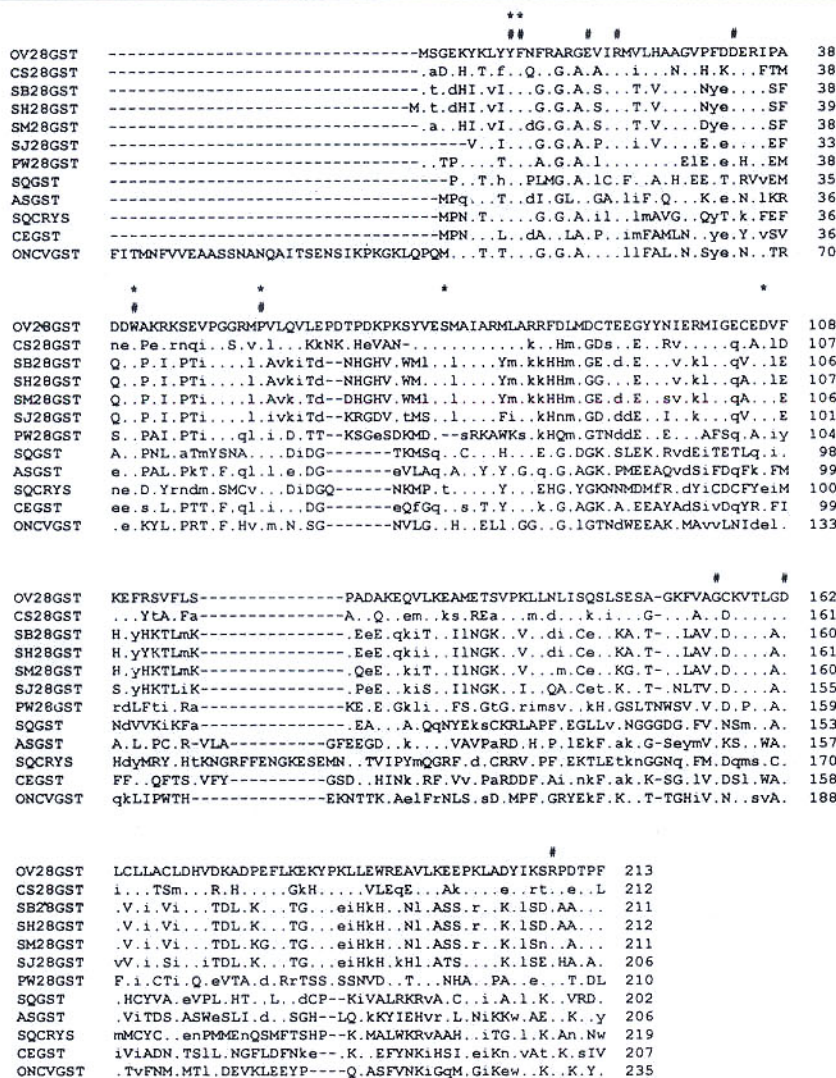 **
## # # #
OV28GST -------------------------------------MSGEKYKLYYFNFRARGEVIRMVLHAAGVPFDDERIPA 38
CS28GST -------------------------------------.aD.H.T.f..Q..G.A.A...i...N..H.K...FTM 38
SB28GST -------------------------------------.t.dHI.vI...G.G.A.S...T.V....Nye....SF 38
SH28GST ------------------------------------M.t.dHI.vI...G.G.A.S...T.V....Nye....SF 39
SM28GST -------------------------------------.a..HI.vI..dG.G.A.S...T.V....Dye....SF 38
SJ28GST ------------------------------------------V..I...G.G.A.P...i.V....E.e....EF 33
PW28GST -------------------------------------..TP....T...A.G.A.l.........ElE.e.H..EM 38
SQGST ----------------------------------------P..T.h..PLMG.A.lC.F..A.H.EE.T.RVvEM 35
ASGST ---------------------------------------MPq..T..dI.GL..GA.liF.Q...K.e.N.lKR 36
SQCRYS ---------------------------------------MPN.T....G.G.A.il..lmAVG..QyT.k.FEF 36
CEGST ---------------------------------------MPN...L..dA..LA.P..imFAMLN..ye.Y.vSV 36
ONCVGST FITMNFVVEAASSNANQAITSENSIKPKGKLQPQM...T.T...G.G.A....llFAL.N.Sye.N..TR 70
* * * *
# #
OV28GST DDWAKRKSEVPGGRMPVLQVLEPDTPDKPKSYVESMAIARMLARRFDLMDCTEEGYYNIERMIGECEDVF 108
CS28GST ne.Pe.rnqi..S.v.l...KkNK.HeVAN-..........k..Hm.GDs..E..Rv.....q.A.lD 107
SB28GST Q..P.I.PTi....l.AvkiTd--NHGHV.WMl..l....Ym.kkHHm.GE.d.E...v.kl..qV..lE 106
SH28GST Q..P.I.PTi....l.AvkiTd--NHGHV.WMl..l....Ym.kkHHm.GG...E...v.kl..qA..lE 107
SM28GST Q..P.I.PTi....l.AvkiTd--DHGHV.WMl..l....Ym.kkHHm.GE.d.E..sv.kl..qA..lE 106
SJ28GST Q..P.I.PTi....l.ivkiTd--KRGDV.tMS..l....Fi..kHnm.GD.ddE..I..k...qV...E 101
PW28GST S..PAI.PTi...ql.i.D.TT--KSGeSDKMD.--sRKAWKs.kHQm.GTNddE..E...AFSq.A.iy 104
SQGST A..PNL.aTmYSNA....DiDG-------TKMSq..C...H...E.G.DGK.SLEK.RvdEiTETLq.i. 98
ASGST e..PAL.PkT.F.ql.l.e.DG-------eVLAq.A..Y.Y.G.q.G.AGK.PMEEAQvdSiFDqFk.FM 99
SQCRYS ne.D.Yrndm.SMCv...DiDGQ----NKMP.t.....Y...EHG.YGKNNMDMfR.dYiCDCFYeiM 100
CEGST ee.s.L.PTT.F.ql.i...DG-------eQfGq..s.T.Y...k.G.AGK.A.EEAYAdSivDqYR.FI 99
ONCVGST .e.KYL.PRT.F.Hv.m.N.SG-------NVLG..H..ELl.GG..G.lGTNdWEEAK.MAvvLNIdel. 133
# #
OV28GST KEFRSVFLS--------------PADAKEQVLKEAMETSVPKLLNLISQSLSESA-GKFVAGCKVTLGD 162
CS28GST ...YtA.Fa--------------A..Q..em..ks.REa...m.d...k.i...G-...A..D...... 161
SB28GST H.yHKTLmK--------------.EeE.qkiT..IlNGK..V..di.Ce..KA.T-..LAV.D....A. 160
SH28GST H.yYKTLmK--------------.EeE.qkii..IlNGK..V..di.Ce..KA.T-..LAV.D....A. 161
SM28GST H.yHKTLmK--------------.QeE.kiT..IlNGK..V...m.Ce..KG.T-..LAV.D....A. 160
SJ28GST S.yHKTLiK--------------.PeE..kiS..IlNGK..I..QA.Cet.K..T-.NLTV.D....A. 155
PW28GST rdLFti.Ra--------------KE.E.Gkli..FS.GtG.rimsv..kH.GSLTNWSV.V.D.P..A. 159
SQGST NdVVKiKFa--------------.EA...A.QqNYEksCKRLAPF.EGLLv.NGGGDG.FV.NSm..A. 153
ASGST A.L.PC.R-VLA-----------GFEEGD..k....VAVPaRD.H.P.lEkF.ak.G-SeymV.KS..WA. 157
SQCRYS HdyMRY.HtKNGRFFENGKESEMN..TVIPYmQGRF.d.CRRV.PF.EKTLEtknGGNq.FM.Dqms.C. 170
CEGST FF..QFTS.VFY-----------GSD..HINk.RF.Vv.PaRDDF.Ai.nkF.ak.K-SG.lV.DSl.WA. 158
ONCVGST qkLIPWTH--------------EKNTTK.AelFrNLS.sD.MPF.GRYEkF.K..T-TGHiV.N..svA. 188
#
OV28GST LCLLACLDHVDKADPEFLKEKYPKLLEWREAVLKEEPKLADYIKSRPDTPF 213
CS28GST i...TSm...R.H.....GkH.....VLEqE...Ak....e..rt..e..L 212
SB28GST .V.i.Vi...TDL.K...TG...eiHkH..Nl.ASS.r..K.lSD.AA... 211
SH28GST .V.i.Vi...TDL.K...TG...eiHkH..Nl.ASS.r..K.lSD.AA... 212
SM28GST .V.i.Vi...TDL.KG..TG...eiHkH..Nl.ASS.r..K.lSn..A... 211
SJ28GST vV.i.Si..iTDL.K...TG...eiHkH.kHl.ATS....K.lSE.HA.A. 206
PW28GST F.i.CTi.Q.eVTA.d.RrTSS.SSNVD..T...NHA..PA..e...T.DL 210
SQGST .HCYVA.eVPL.HT..L..dCP--KiVALRKRvA.C..i.A.l.K..VRD. 202
ASGST .ViTDS.ASWeSLI.d..SGH--LQ.kKYIEHvr.L.NiKKw.AE..K..y 206
SQCRYS mMCYC..enPMMEnQSMFTSHP--K.MALWKRvAAH..iTG.l.K.An.Nw 219
CEGST iViADN.TSlL.NGFLDFNke--.K..EFYNKiHSI.eiKn.vAt.K.sIV 207
ONCVGST .TvFNM.MTl.DEVKLEEYP----Q.ASFVNKiGqM.GiKew..K..K.Y. 235